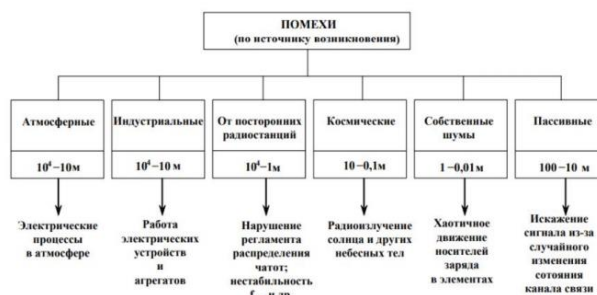 ПОМЕХИ
(по источнику возникновения)
Атмосферные
10⁴–10м
Электрические
процессы
в атмосфере
Индустриальные
10⁴–10 м
Работа
электрических
устройств
и
агрегатов
От посторонних
радиостанций
10⁴–1м
Нарушение
регламента
распределения
чатот;
нестабильность
Космические
10–0,1м
Радиоизлучение
солнца и других
небесных тел
Собственные
шумы
1–0,01м
Хаотичное
движение
носителей
заряда
в элементах
Пассивные
100–10 м
Искажение
сигнала из-за
случайного
изменения
сотояния
канала связи